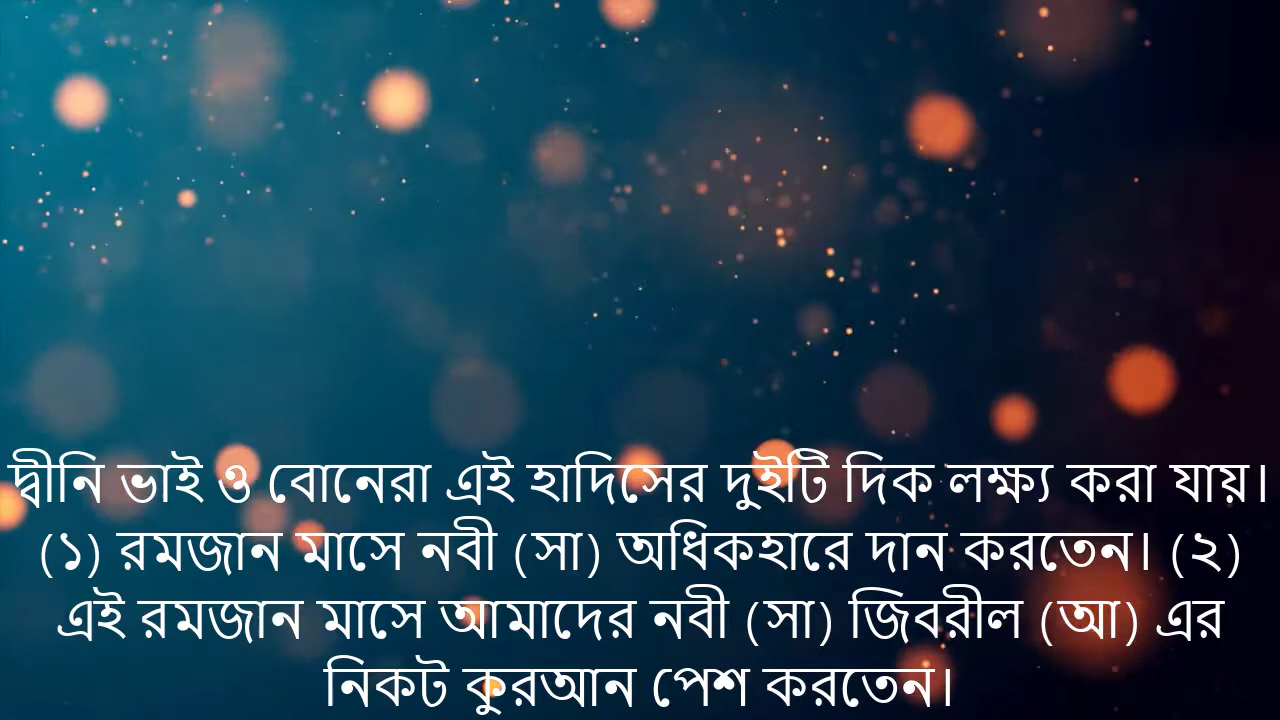 দ্বীনি ভাই ও বোনেরা এই হাদিসের দুইটি দিক লক্ষ্য করা যায়।
(১) রমজান মাসে নবী (সা) অধিকহারে দান করতেন। (২)
এই রমজান মাসে আমাদের নবী (সা) জিবরীল (আ) এর
নিকট কুরআন পেশ করতেন।